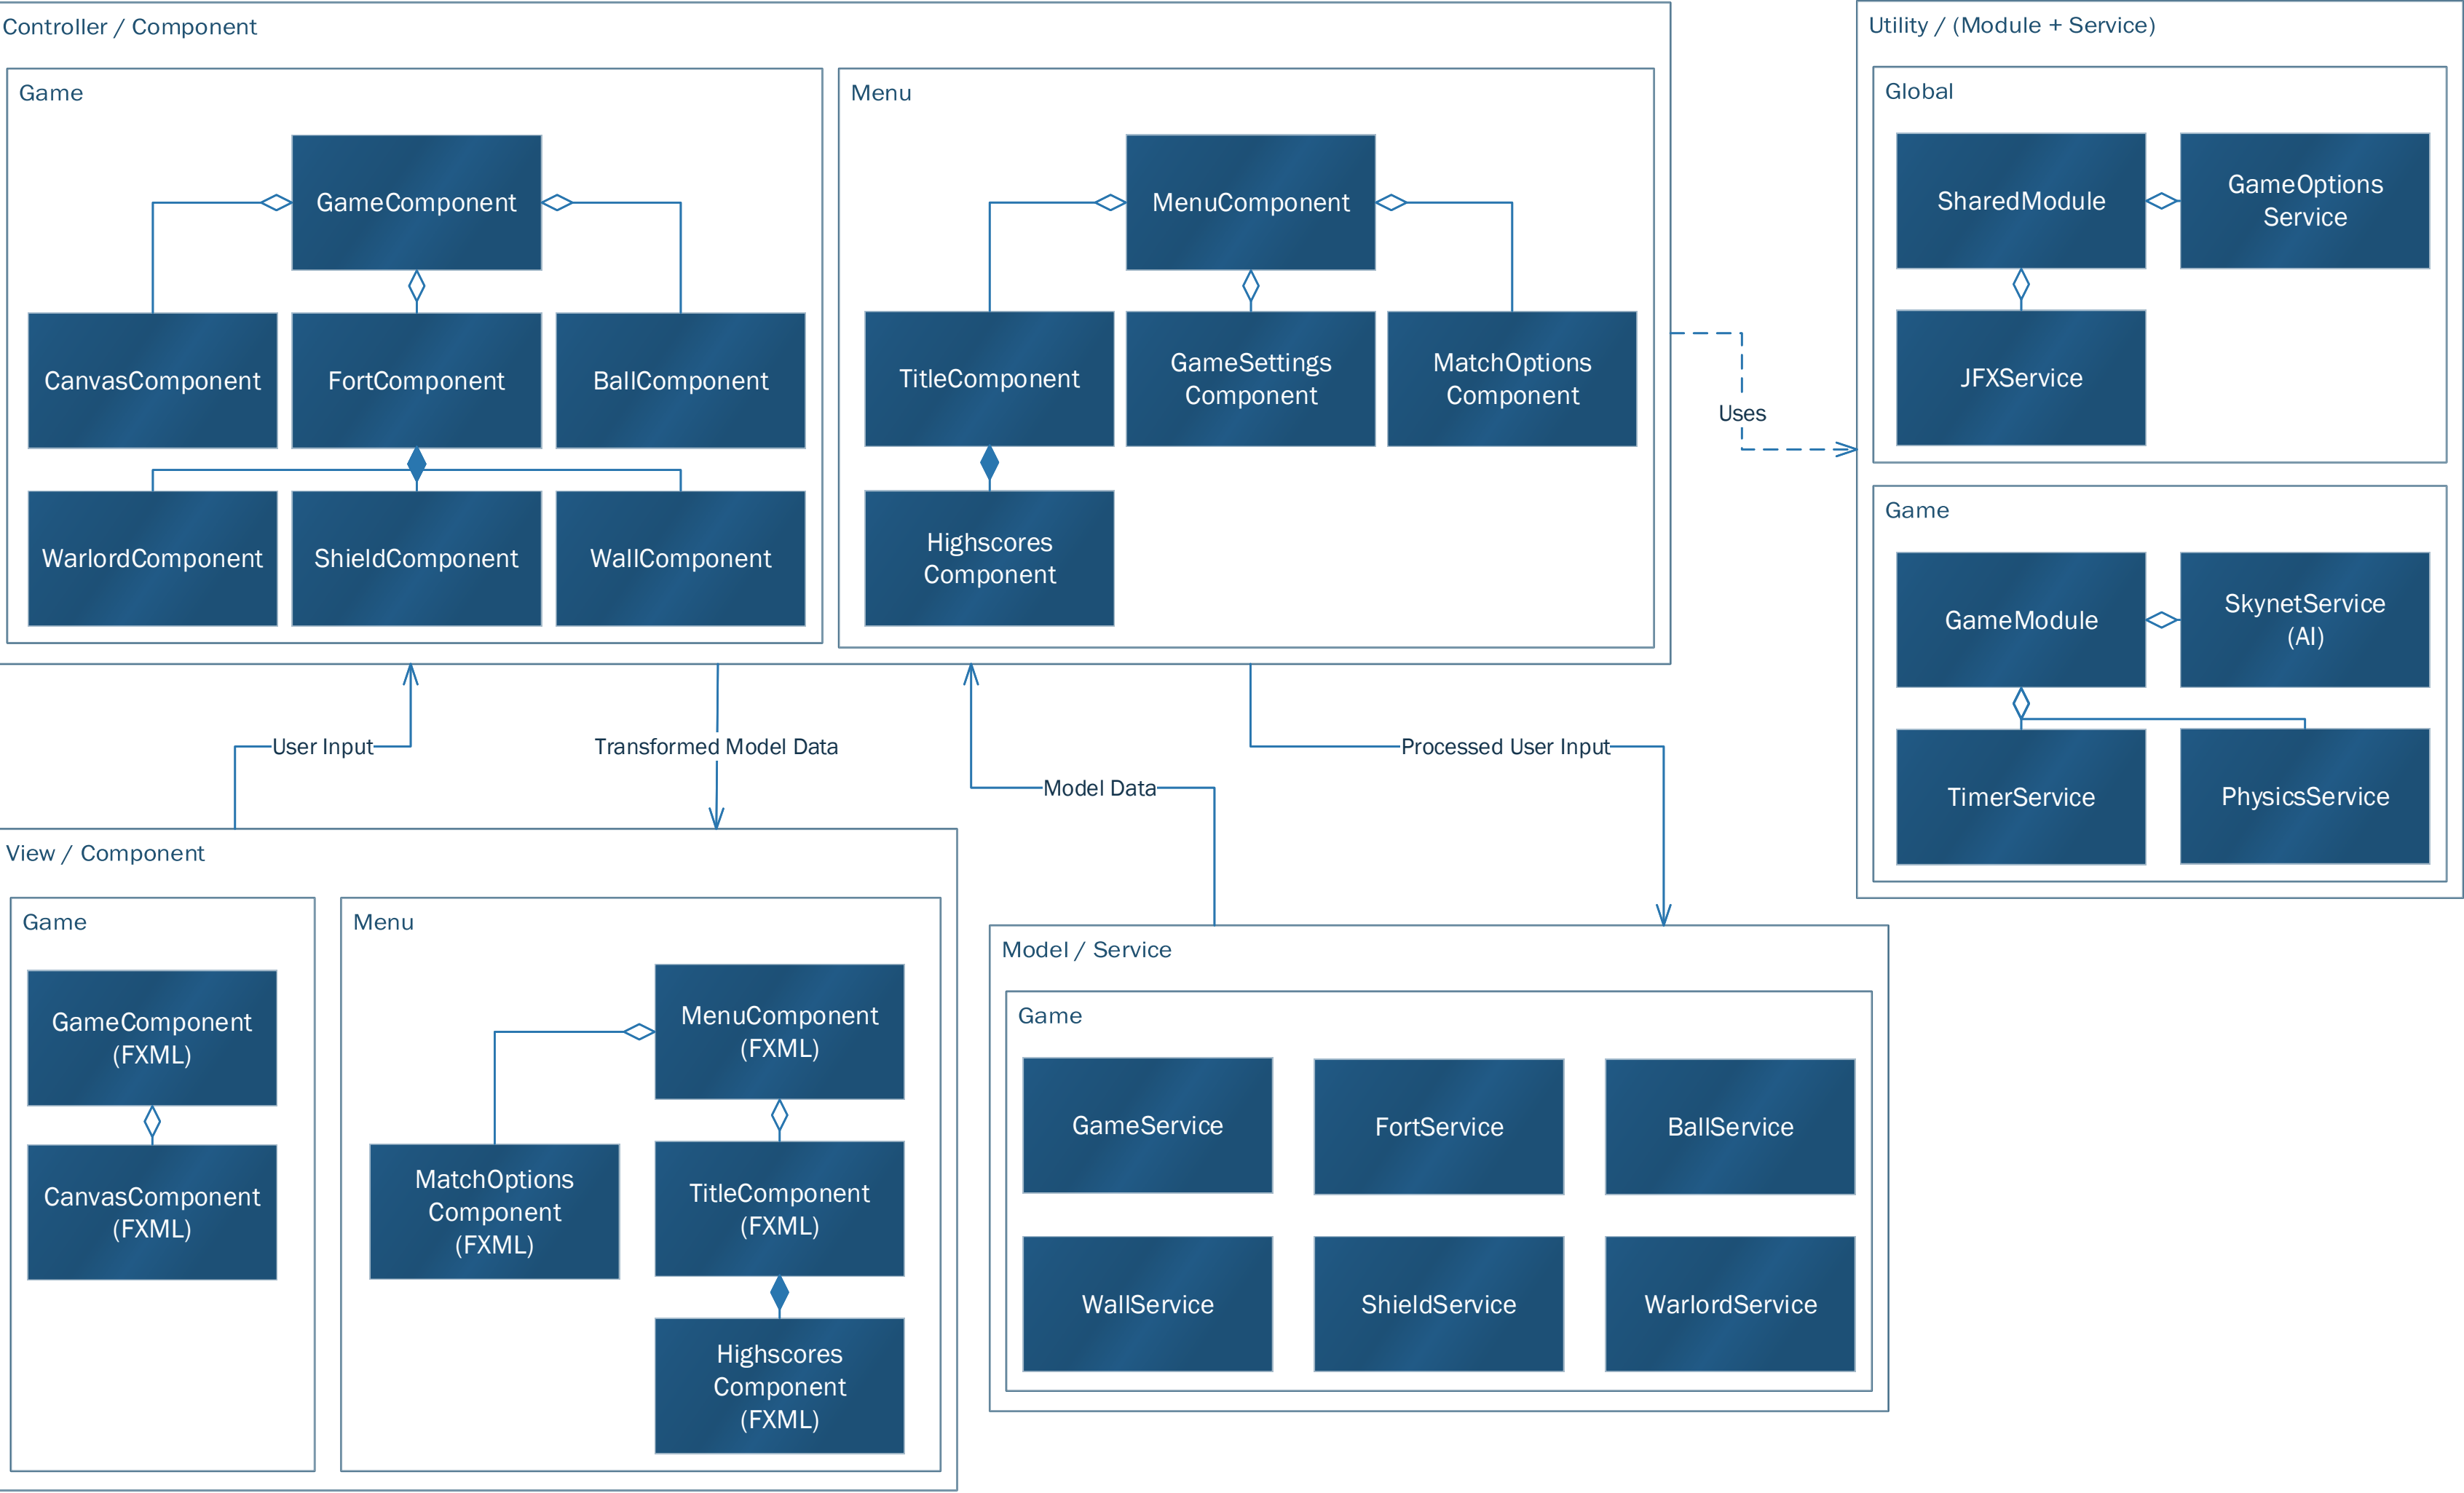 Controller / Component
Game
GameComponent
CanvasComponent
FortComponent
BallComponent
WarlordComponent
ShieldComponent
WallComponent
Menu
MenuComponent
TitleComponent
GameSettings
Component
MatchOptions
Component
Highscores
Component
Uses
Utility / (Module + Service)
Global
SharedModule
GameOptions
Service
JFXService
Game
GameModule
SkynetService
(AI)
TimerService
PhysicsService
User Input
Transformed Model Data
Model Data
Processed User Input
View / Component
Game
GameComponent
(FXML)
CanvasComponent
(FXML)
Menu
MenuComponent
(FXML)
MatchOptions
Component
(FXML)
TitleComponent
(FXML)
Highscores
Component
(FXML)
Model / Service
Game
GameService
FortService
BallService
WallService
ShieldService
WarlordService